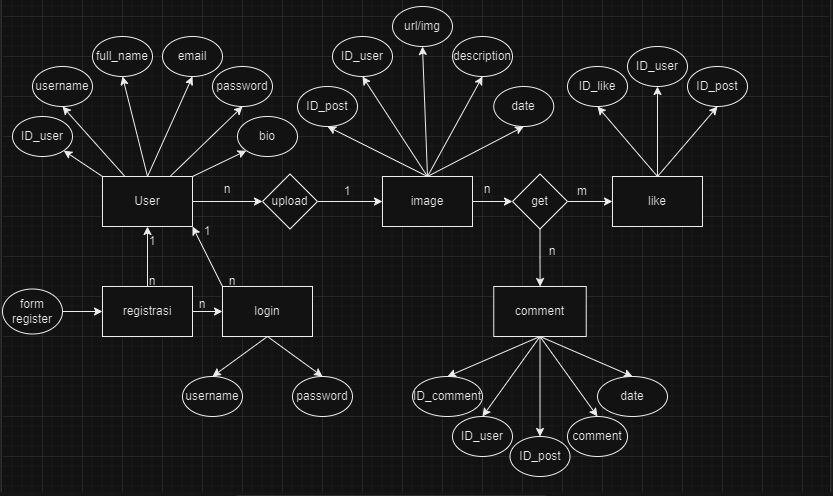 url/img
full_name
email
ID_user
description
username
password
ID_like
ID_user
ID_post
ID_post
date
ID_user
bio
User
n
upload
1
image
n
get
m
like
1
1
n
n
n
form
register
registrasi
n
login
comment
username
password
ID_comment
date
ID_user
comment
ID_post